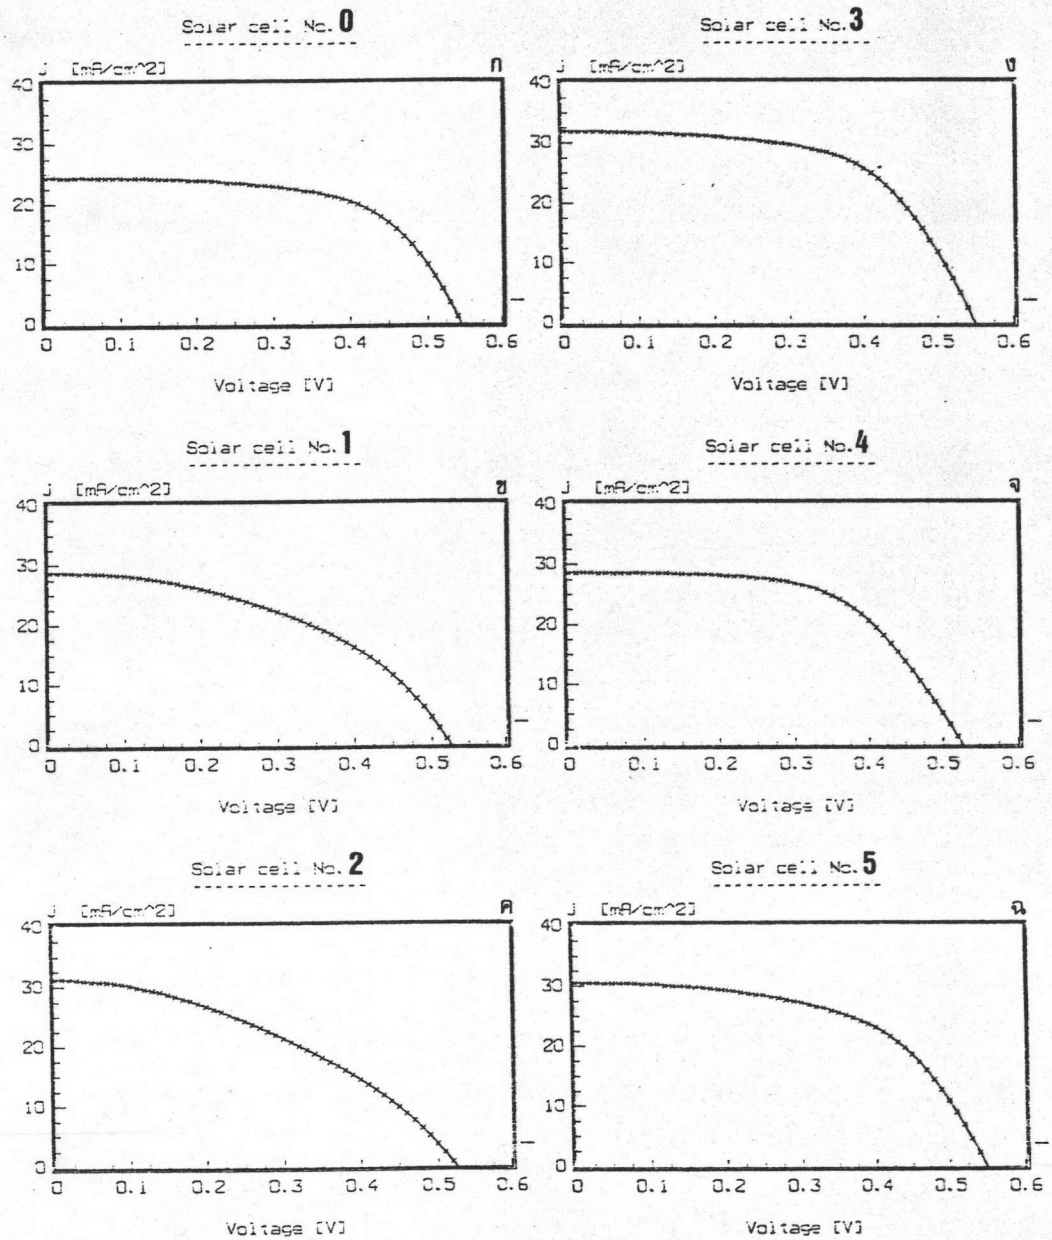 Solar cell No. 0
j [mA/cm^2] ก
40
30
20
10
0
0 0.1 0.2 0.3 0.4 0.5 0.6
Voltage [V]
Solar cell No. 3
j [mA/cm^2] ง
40
30
20
10
0
0 0.1 0.2 0.3 0.4 0.5 0.6
Voltage [V]
Solar cell No. 1
j [mA/cm^2] ข
40
30
20
10
0
0 0.1 0.2 0.3 0.4 0.5 0.6
Voltage [V]
Solar cell No. 4
j [mA/cm^2] จ
40
30
20
10
0
0 0.1 0.2 0.3 0.4 0.5 0.6
Voltage [V]
Solar cell No. 2
j [mA/cm^2] ค
40
30
20
10
0
0 0.1 0.2 0.3 0.4 0.5 0.6
Voltage [V]
Solar cell No. 5
j [mA/cm^2] ฉ
40
30
20
10
0
0 0.1 0.2 0.3 0.4 0.5 0.6
Voltage [V]